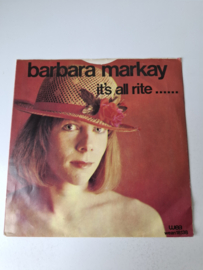 barbara markay
it's all rite ......